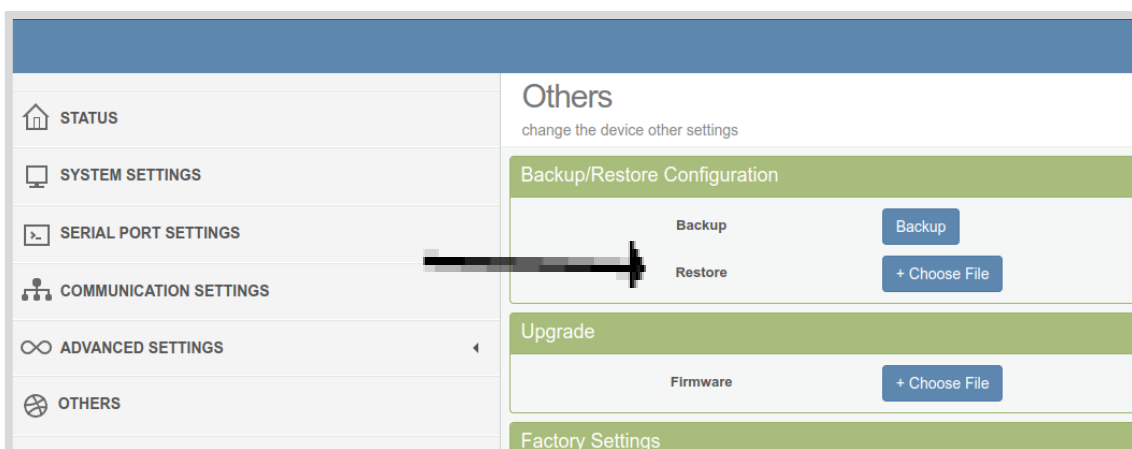 STATUS
SYSTEM SETTINGS
SERIAL PORT SETTINGS
COMMUNICATION SETTINGS
ADVANCED SETTINGS
OTHERS
Others
change the device other settings
Backup/Restore Configuration
Backup Backup
Restore + Choose File
Upgrade
Firmware + Choose File
Factory Settings